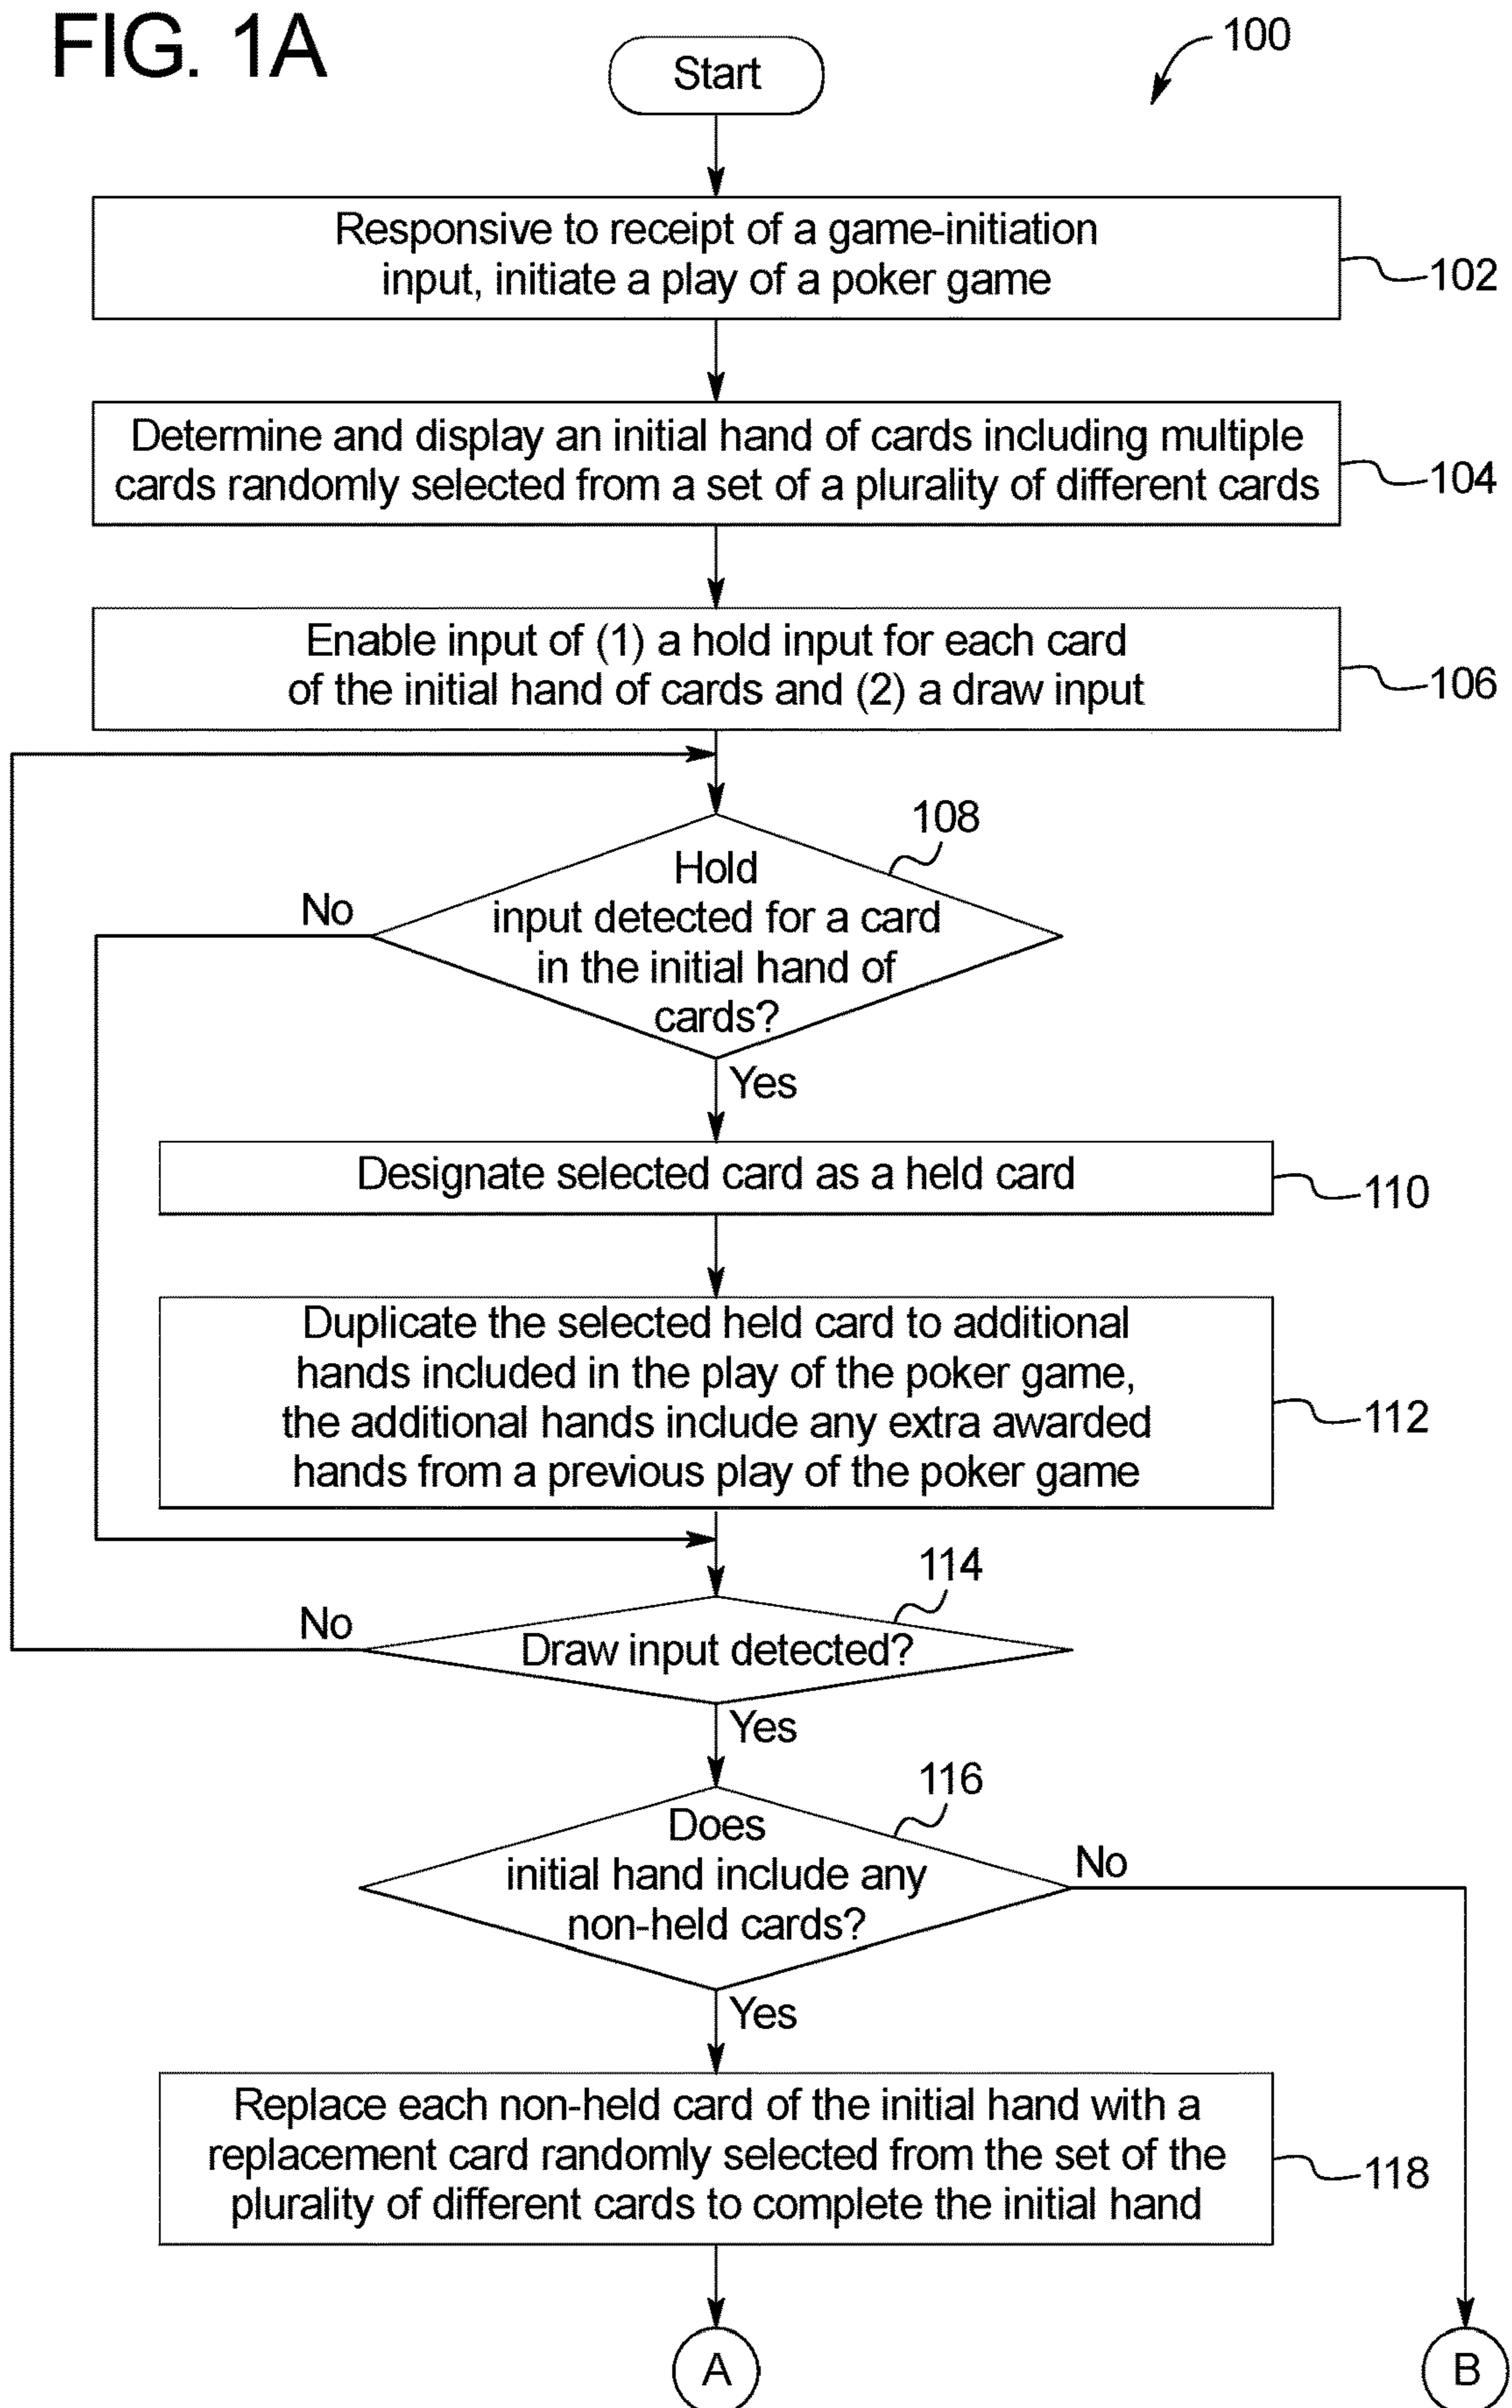 FIG. 1A
100
Start
Responsive to receipt of a game-initiation
input, initiate a play of a poker game
102
Determine and display an initial hand of cards including multiple
cards randomly selected from a set of a plurality of different cards
104
Enable input of (1) a hold input for each card
of the initial hand of cards and (2) a draw input
106
108
Hold
input detected for a card
in the initial hand of
cards?
No
Yes
Designate selected card as a held card
110
Duplicate the selected held card to additional
hands included in the play of the poker game,
the additional hands include any extra awarded
hands from a previous play of the poker game
112
114
No
Draw input detected?
Yes
116
Does
initial hand include any
non-held cards?
No
Yes
Replace each non-held card of the initial hand with a
replacement card randomly selected from the set of the
plurality of different cards to complete the initial hand
118
A
B